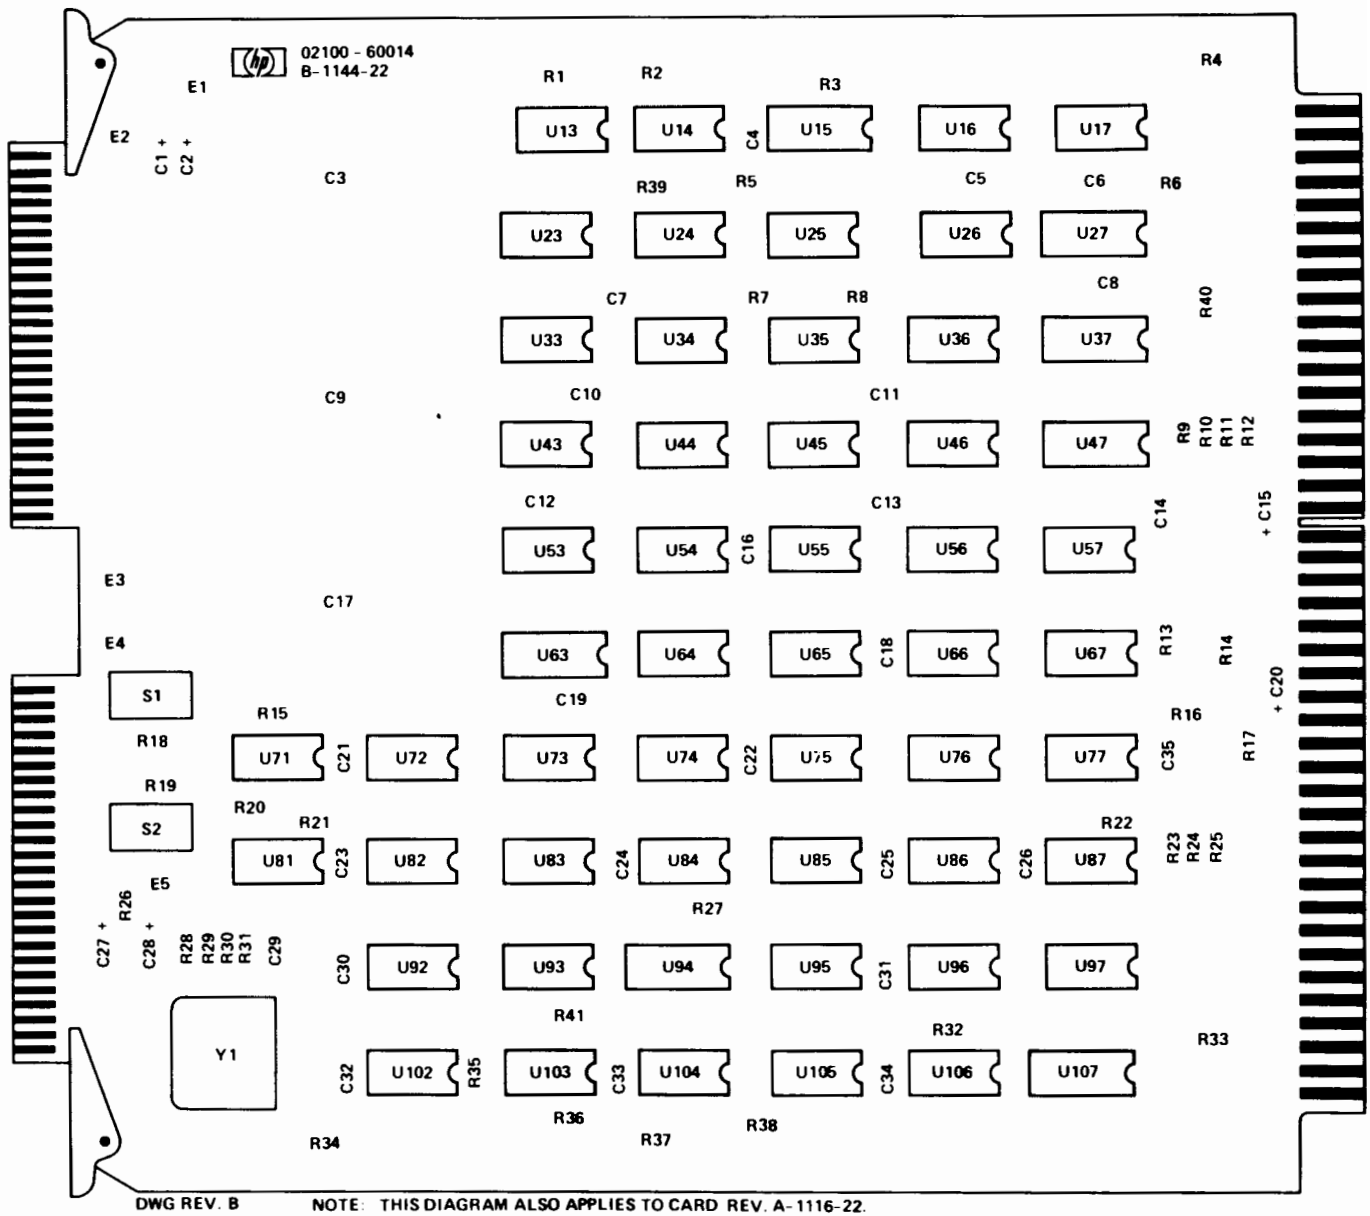 hp 02100 - 60014
B-1144-22
R4
R1 R2 R3
E1
E2
C1 +
C2 +
U13 U14 C4 U15 U16 U17
C3
R39 R5 C5 C6 R6
U23 U24 U25 U26 U27
C7 R7 R8 C8 R40
U33 U34 U35 U36 U37
C9 C10 C11
U43 U44 U45 U46 U47 R9 R10 R11 R12
C12 C13 C14 + C15
U53 U54 C16 U55 U56 U57
E3
C17
E4
U63 U64 U65 C18 U66 U67 R13 R14
S1 C19 + C20
R15 R16
R18 U71 C21 U72 U73 U74 C22 U75 U76 U77 C35 R17
R19
R20
S2 R21 R22
U81 C23 U82 U83 C24 U84 U85 C25 U86 C26 U87 R23 R24 R25
E5
R26 R27
C27 + C28 + R28 R29 R30 R31 C29
C30 U92 U93 U94 U95 C31 U96 U97
R41 R32 R33
Y1
C32 U102 R35 U103 C33 U104 U105 C34 U106 U107
R36 R38
R34 R37
DWG REV. B NOTE: THIS DIAGRAM ALSO APPLIES TO CARD REV. A-1116-22.